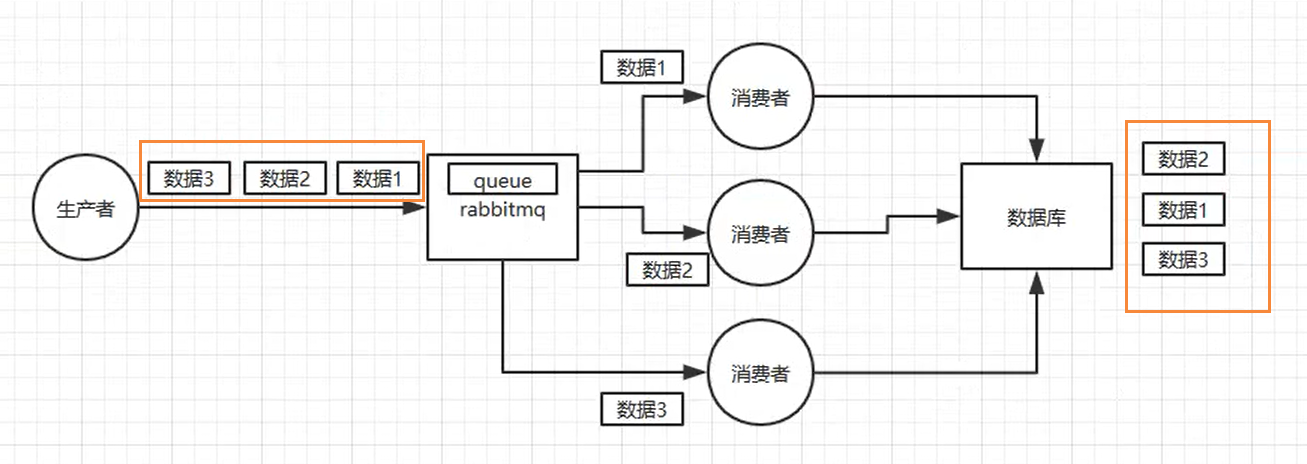 数据1
消费者
数据3 数据2 数据1
生产者
queue
rabbitmq
数据2
消费者
数据库
数据2
数据1
数据3
消费者
数据3